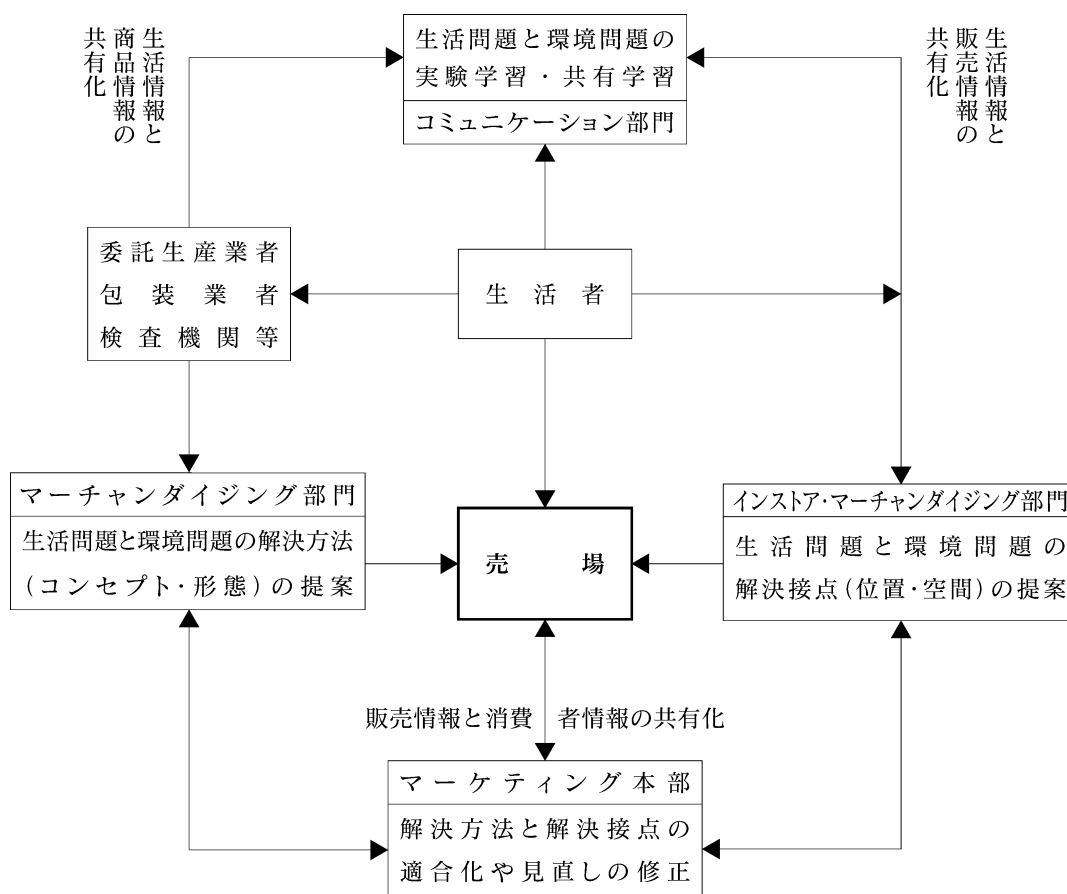 生活問題と環境問題の
実験学習・共有学習
コミュニケーション部門
生活情報と
商品情報の
共有化
生活情報と
販売情報の
共有化
委託生産業者
包装業者
検査機関等
生活者
マーチャンダイジング部門
生活問題と環境問題の解決方法
(コンセプト・形態)の提案
売場
インストア・マーチャンダイジング部門
生活問題と環境問題の
解決接点(位置・空間)の提案
販売情報と消費者情報の共有化
マーケティング本部
解決方法と解決接点の
適合化や見直しの修正